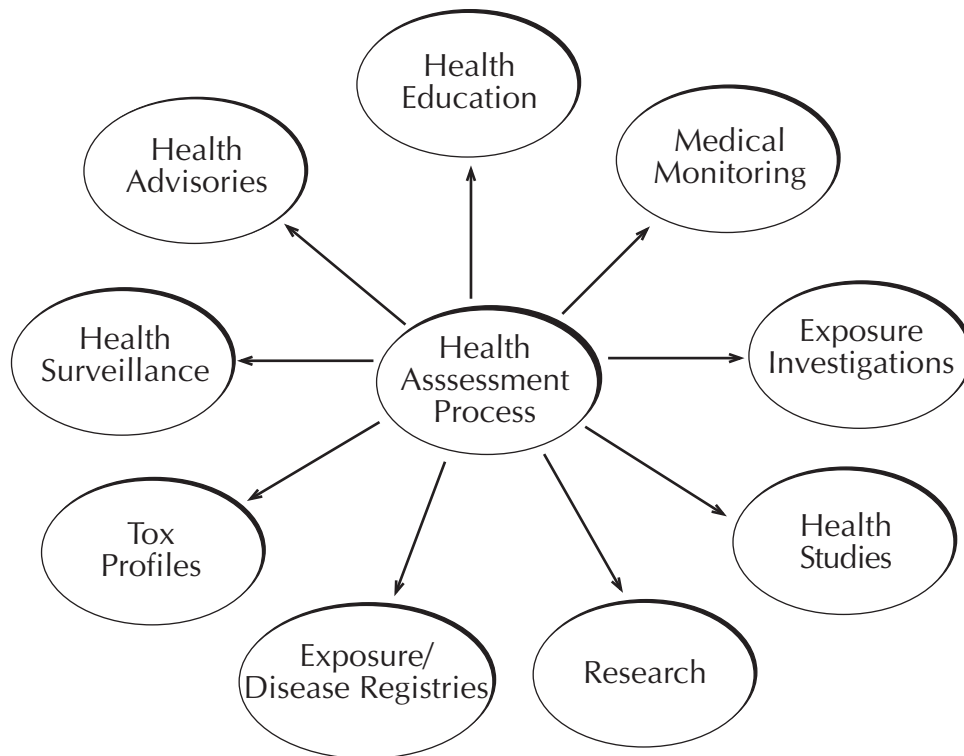 Health
Education
Health
Advisories
Medical
Monitoring
Health
Surveillance
Health
Asssessment
Process
Exposure
Investigations
Tox
Profiles
Health
Studies
Exposure/
Disease Registries
Research